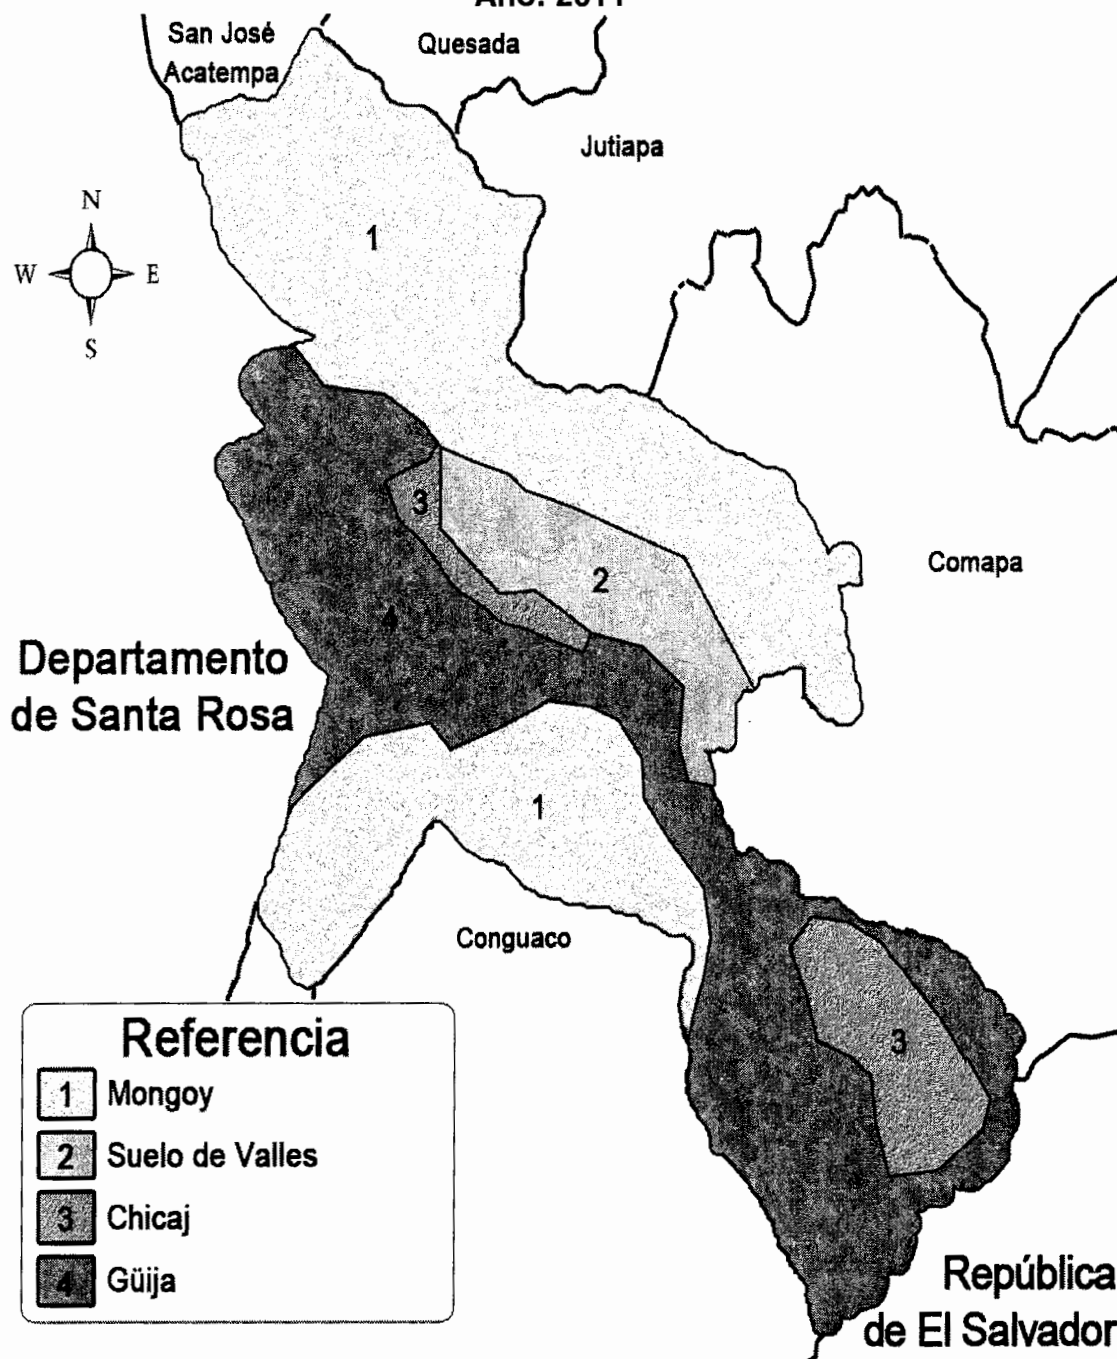 San José
Acatempa
Quesada
Jutiapa
N
W
E
S
1
3
2
Comapa
4
Departamento
de Santa Rosa
1
Conguaco
3
Referencia
1 Mongoy
2 Suelo de Valles
3 Chicaj
4 Güija
República
de El Salvador